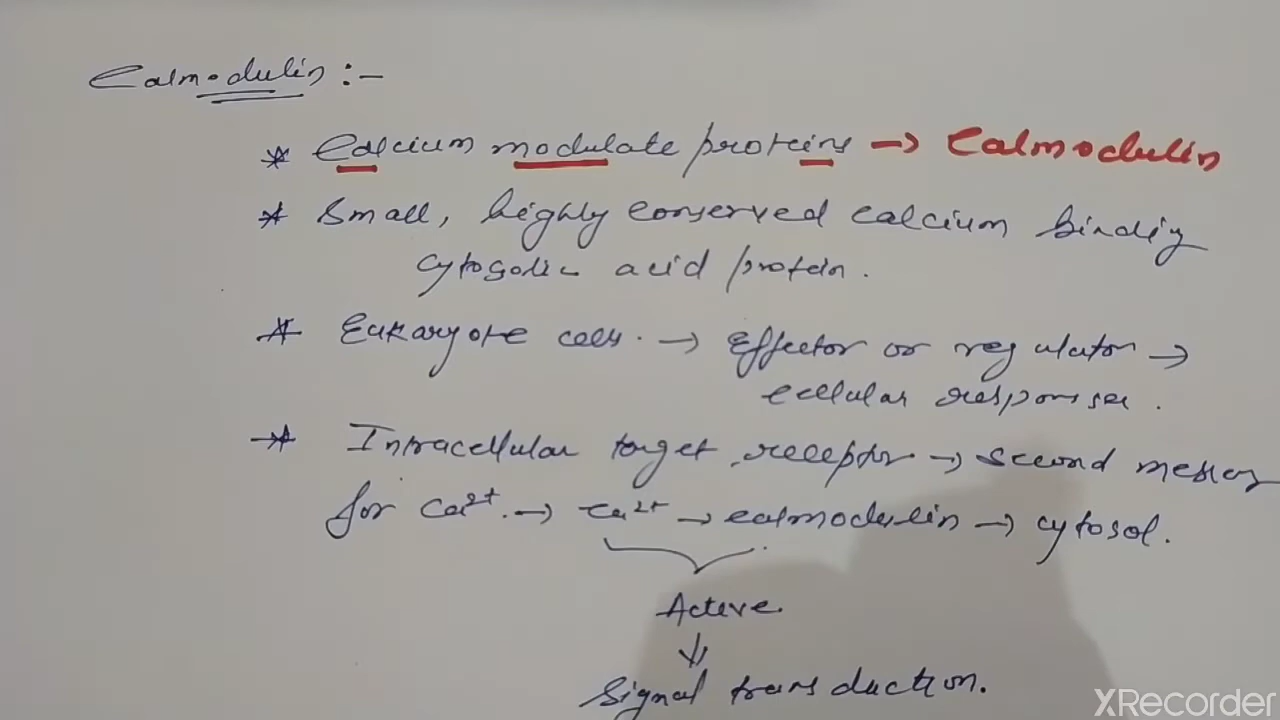 Calmodulin :-
* Calcium modulate proteins → Calmodulin
* Small, highly conserved calcium binding
cytosolic acid protein.
* Eukaryote cells. → Effector or regulator →
cellular responses.
* Intracellular target receptor → second messen
for Ca2+. → Ca2+ → calmodulin → cytosol.
Active.
↓
Signal transduction.
XRecorder